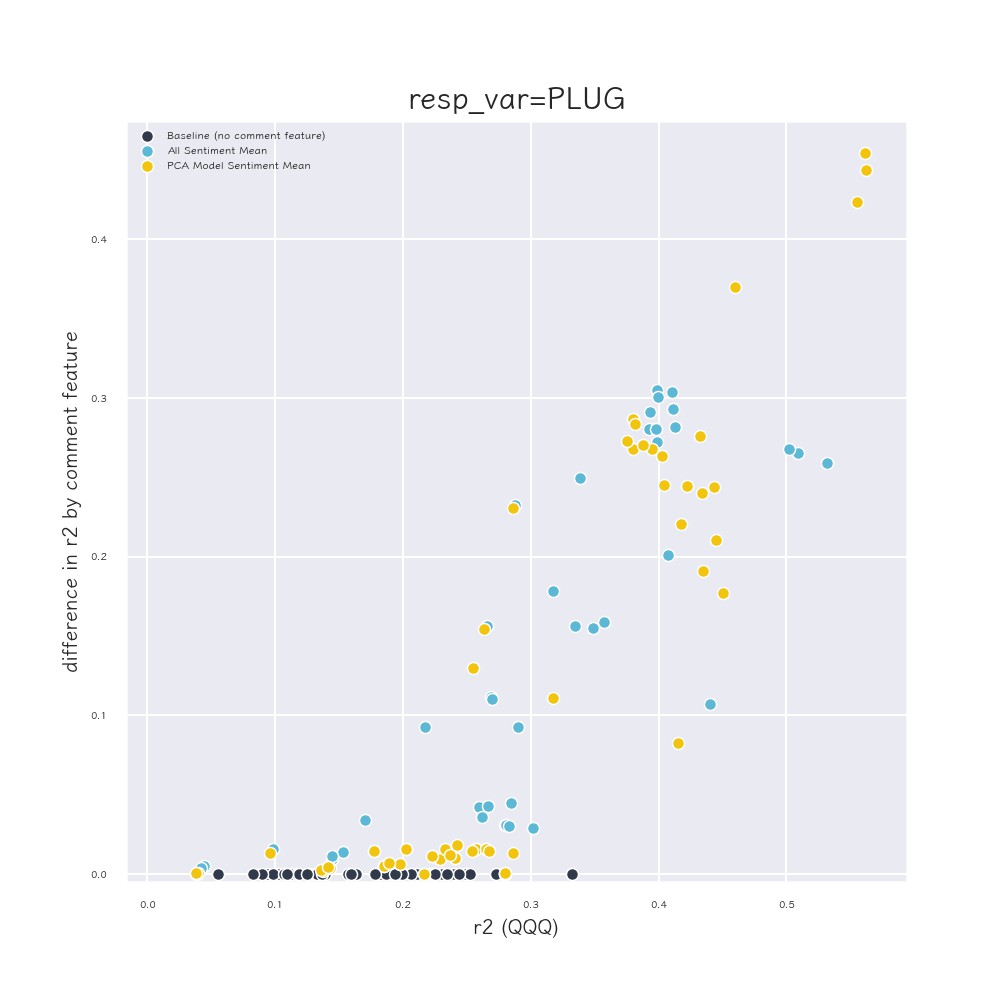 resp_var=PLUG
Baseline (no comment feature)
All Sentiment Mean
PCA Model Sentiment Mean
difference in r2 by comment feature
0.4
0.3
0.2
0.1
0.0
0.0 0.1 0.2 0.3 0.4 0.5
r2 (QQQ)